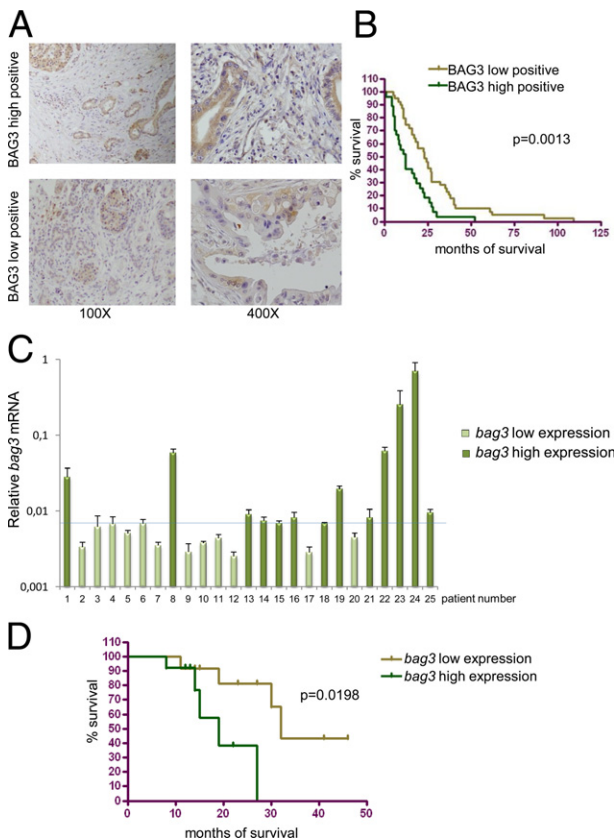 A
BAG3 high positive
BAG3 low positive
100X
400X
B
BAG3 low positive
BAG3 high positive
p=0.0013
% survival
100
90
80
70
60
50
40
30
20
10
0
0
25
50
75
100
125
months of survival
C
Relative bag3 mRNA
1
0,1
0,01
0,001
bag3 low expression
bag3 high expression
1 2 3 4 5 6 7 8 9 10 11 12 13 14 15 16 17 18 19 20 21 22 23 24 25 patient number
D
bag3 low expression
bag3 high expression
p=0.0198
% survival
110
100
90
80
70
60
50
40
30
20
10
0
0 10 20 30 40 50
months of survival